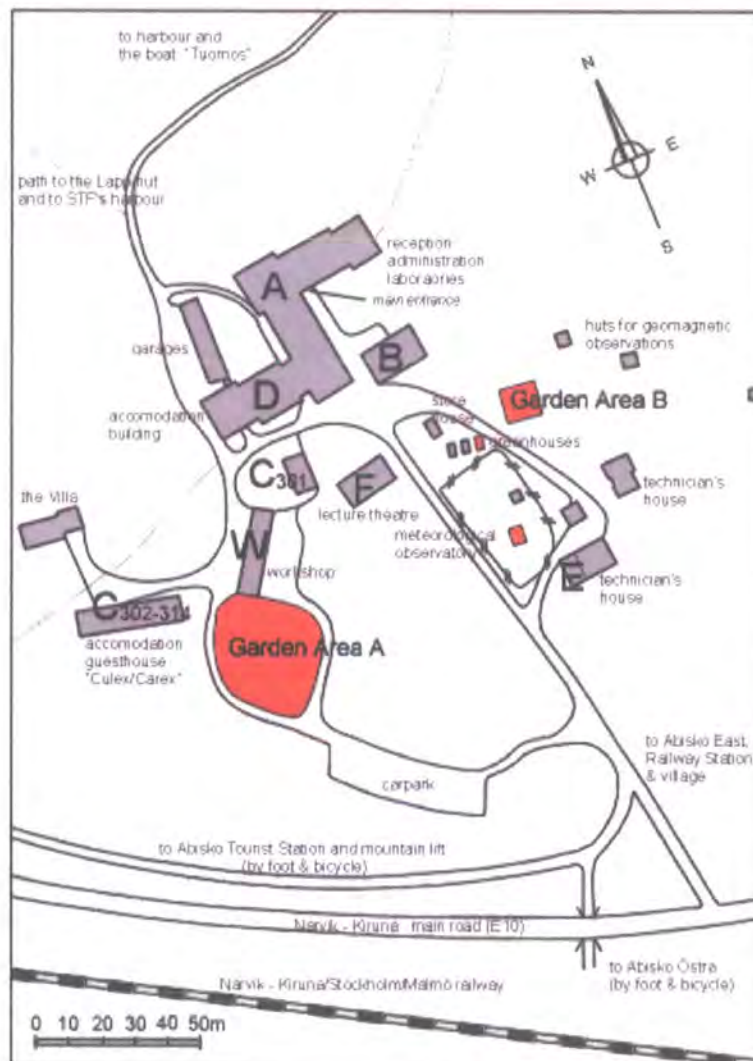 to harbour and
the boat "Tuomos"
N
E
W
S
path to the Lapp hut
and to STF's harbour
reception
administration
laboraories
main entrance
A
garages
B
huts for geomagnetic
observations
D
Garden Area B
accomodation
building
store
house
greenhouses
C301
F
technician's
house
the Villa
lecture theatre
meteorological
observatory
W
workshop
E
technician's
house
C302-314
accomodation
guesthouse
"Culex/Carex"
Garden Area A
to Abisko East,
Railway Station
& village
carpark
to Abisko Tourist Station and mountain lift
(by foot & bicycle)
Narvik - Kiruna main road (E10)
to Abisko Östra
(by foot & bicycle)
Narvik - Kiruna/Stockholm/Malmö railway
0 10 20 30 40 50m